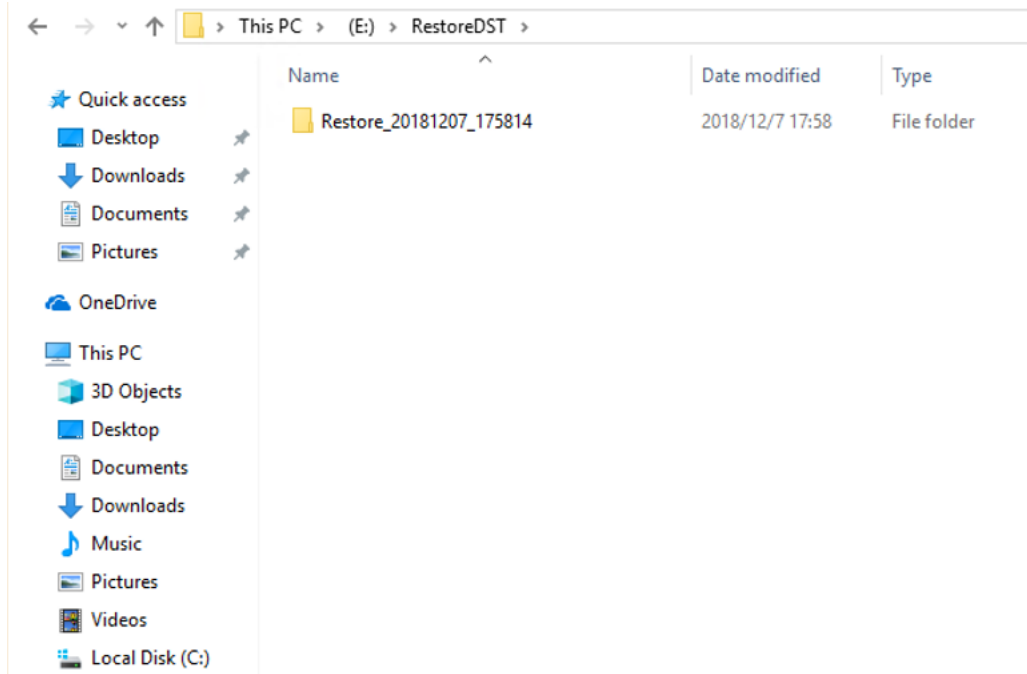 This PC > (E:) > RestoreDST >
Name Date modified Type
Restore_20181207_175814 2018/12/7 17:58 File folder
Quick access
Desktop
Downloads
Documents
Pictures
OneDrive
This PC
3D Objects
Desktop
Documents
Downloads
Music
Pictures
Videos
Local Disk (C:)